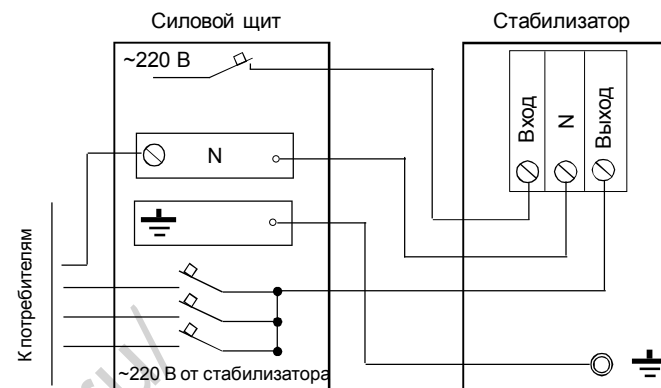 Силовой щит
Стабилизатор
~220 В
Вход
N
Выход
N
К потребителям
~220 В от стабилизатора